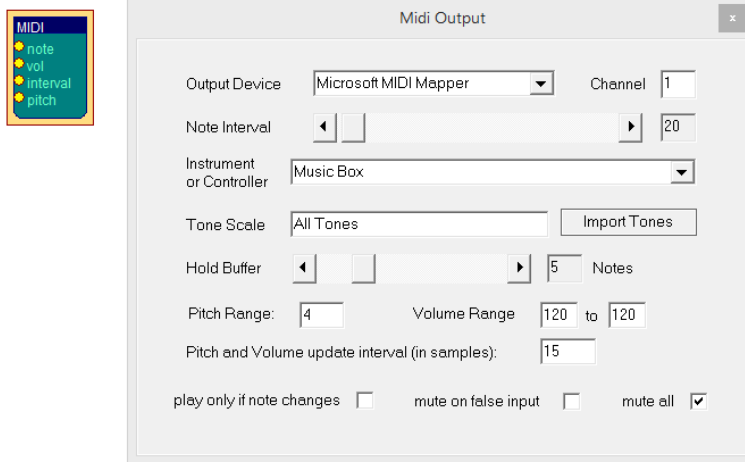 MIDI
note
vol
interval
pitch
Midi Output
x
Output Device Microsoft MIDI Mapper Channel 1
Note Interval 20
Instrument
or Controller Music Box
Tone Scale All Tones Import Tones
Hold Buffer 5 Notes
Pitch Range: 4 Volume Range 120 to 120
Pitch and Volume update interval (in samples): 15
play only if note changes mute on false input mute all